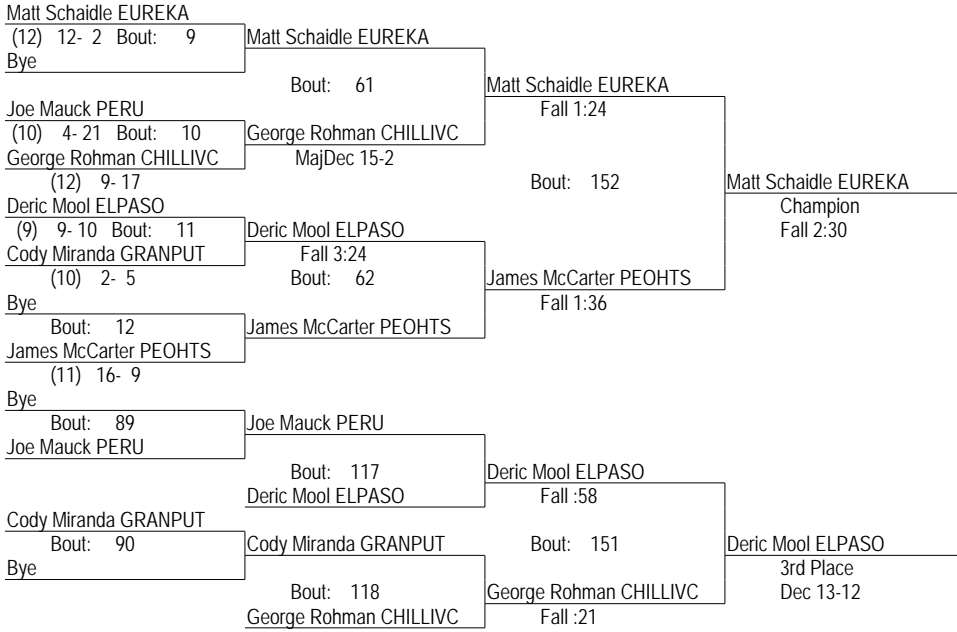 Matt Schaidle EUREKA
(12) 12- 2 Bout: 9
Matt Schaidle EUREKA
Bye
Bout: 61
Matt Schaidle EUREKA
Joe Mauck PERU
Fall 1:24
(10) 4- 21 Bout: 10
George Rohman CHILLIVC
George Rohman CHILLIVC
MajDec 15-2
(12) 9- 17
Bout: 152
Matt Schaidle EUREKA
Deric Mool ELPASO
Champion
(9) 9- 10 Bout: 11
Deric Mool ELPASO
Fall 2:30
Cody Miranda GRANPUT
Fall 3:24
(10) 2- 5
Bout: 62
James McCarter PEOHTS
Bye
Fall 1:36
Bout: 12
James McCarter PEOHTS
James McCarter PEOHTS
(11) 16- 9
Bye
Bout: 89
Joe Mauck PERU
Joe Mauck PERU
Bout: 117
Deric Mool ELPASO
Deric Mool ELPASO
Fall :58
Cody Miranda GRANPUT
Bout: 90
Cody Miranda GRANPUT
Bout: 151
Deric Mool ELPASO
Bye
3rd Place
Bout: 118
George Rohman CHILLIVC
Dec 13-12
George Rohman CHILLIVC
Fall :21